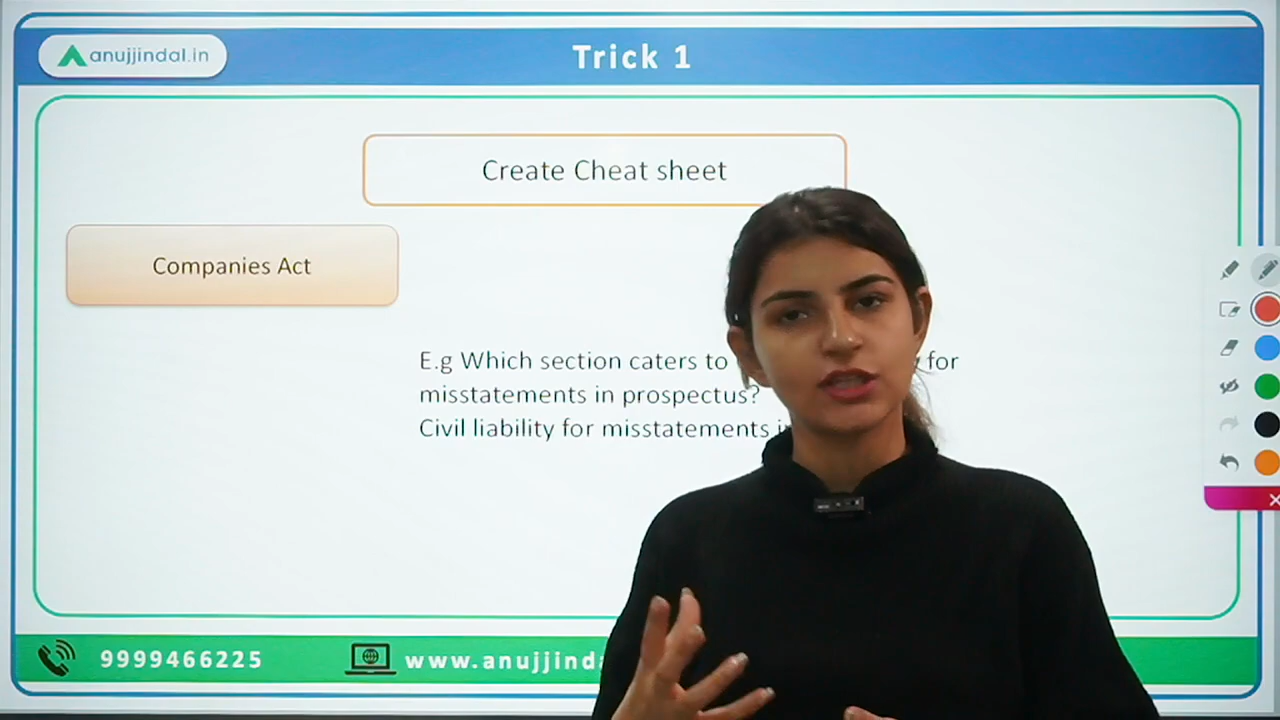 anujjindal.in
Trick 1
Create Cheat sheet
Companies Act
E.g Which section caters to for
misstatements in prospectus?
Civil liability for misstatements
9999466225
www.anujjinda